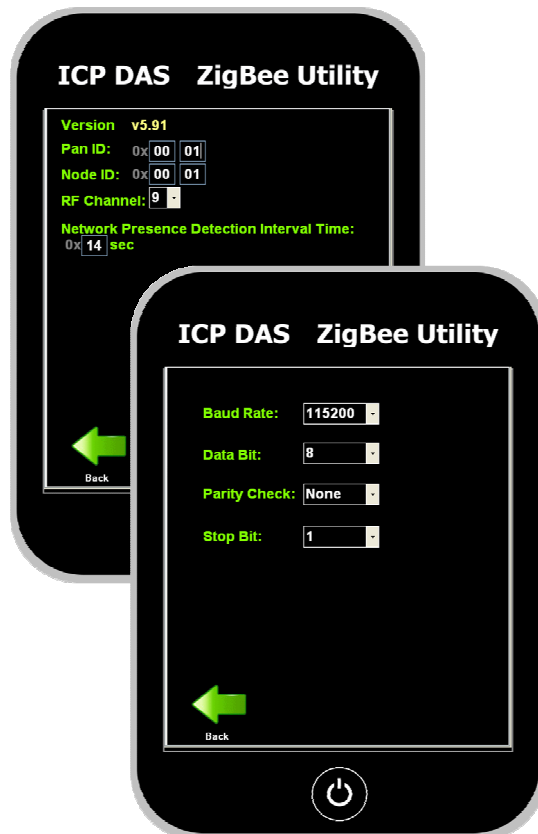 ICP DAS ZigBee Utility
Version v5.91
Pan ID: 0x 00 01
Node ID: 0x 00 01
RF Channel: 9
Network Presence Detection Interval Time:
0x 14 sec
Back
ICP DAS ZigBee Utility
Baud Rate: 115200
Data Bit: 8
Parity Check: None
Stop Bit: 1
Back